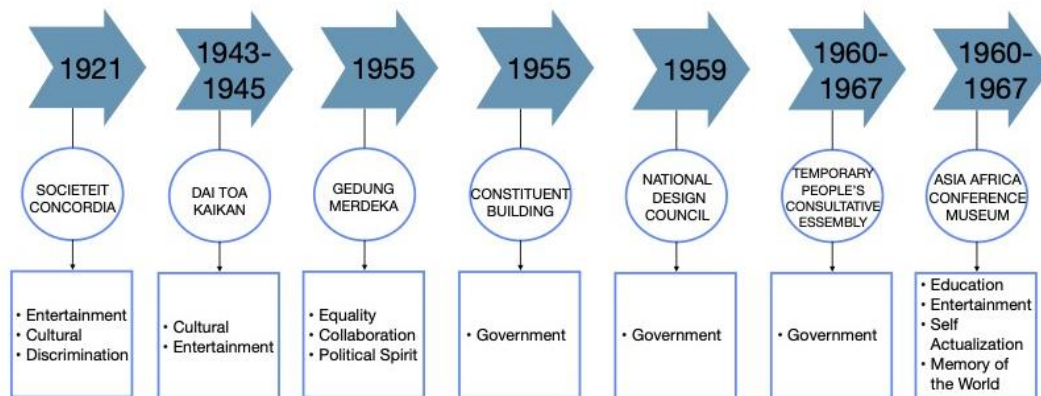 1921
1943-
1945
1955
1955
1959
1960-
1967
1960-
1967
SOCIETEIT
CONCORDIA
DAI TOA
KAIKAN
GEDUNG
MERDEKA
CONSTITUENT
BUILDING
NATIONAL
DESIGN
COUNCIL
TEMPORARY
PEOPLE'S
CONSULTATIVE
ESSEMBLY
ASIA AFRICA
CONFERENCE
MUSEUM
• Entertainment
• Cultural
• Discrimination
• Cultural
• Entertainment
• Equality
• Collaboration
• Political Spirit
• Government
• Government
• Government
• Education
• Entertainment
• Self
Actualization
• Memory of
the World